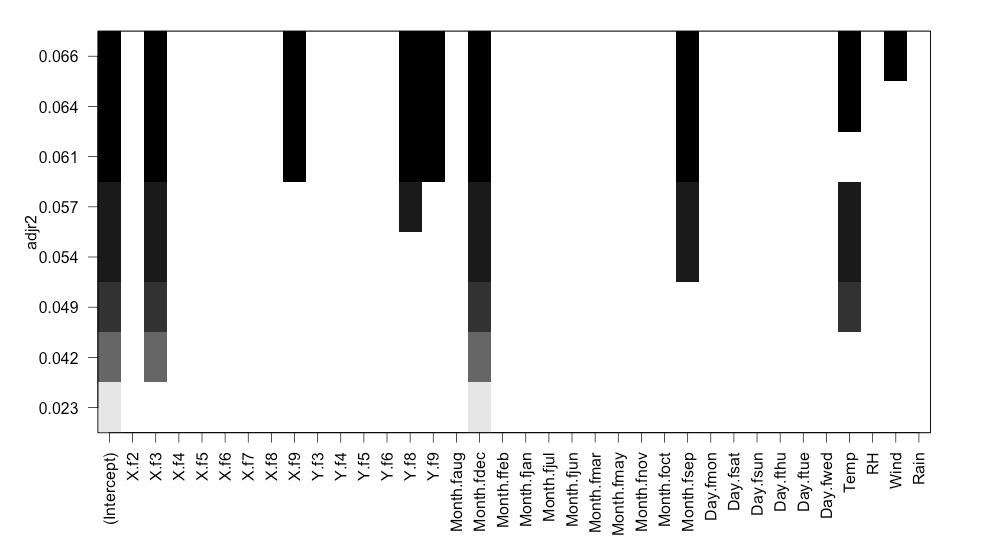 0.066
0.064
0.061
0.057
adjr2
0.054
0.049
0.042
0.023
(Intercept)
X.f2
X.f3
X.f4
X.f5
X.f6
X.f7
X.f8
X.f9
Y.f3
Y.f4
Y.f5
Y.f6
Y.f8
Y.f9
Month.faug
Month.fdec
Month.ffeb
Month.fjan
Month.fjul
Month.fjun
Month.fmar
Month.fmay
Month.fnov
Month.foct
Month.fsep
Day.fmon
Day.fsat
Day.fsun
Day.fthu
Day.ftue
Day.fwed
Temp
RH
Wind
Rain